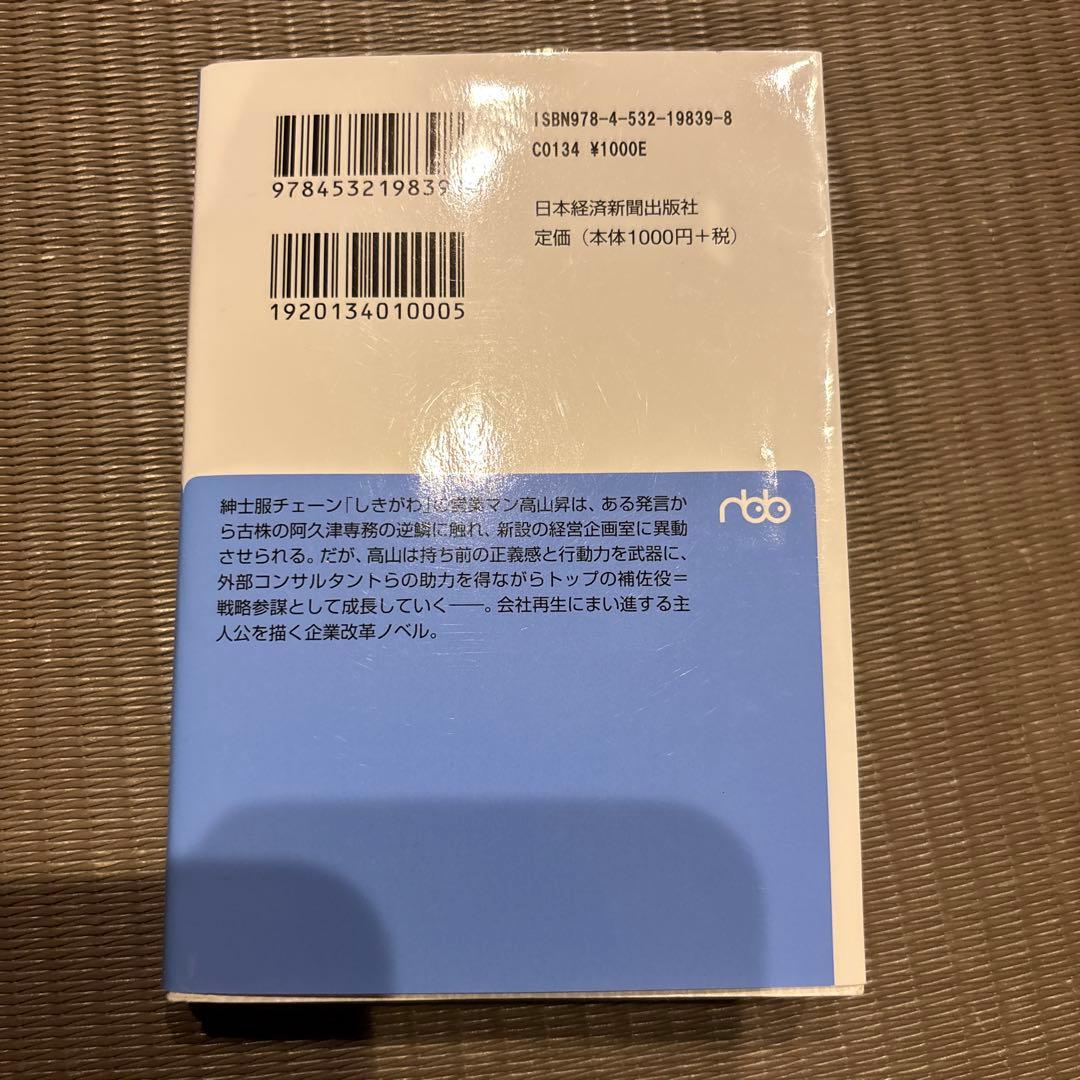 ISBN978-4-532-19839-8
C0134 ¥1000E
978453219839
日本経済新聞出版社
定価（本体1000円+税）
1920134010005
nbb
紳士服チェーン「しきがわ」の営業マン高山昇は、ある発言か
ら古株の阿久津専務の逆鱗に触れ、新設の経営企画室に異動
させられる。だが、高山は持ち前の正義感と行動力を武器に、
外部コンサルタントらの助力を得ながらトップの補佐役＝
戦略参謀として成長していく――。会社再生にまい進する主
人公を描く企業改革ノベル。